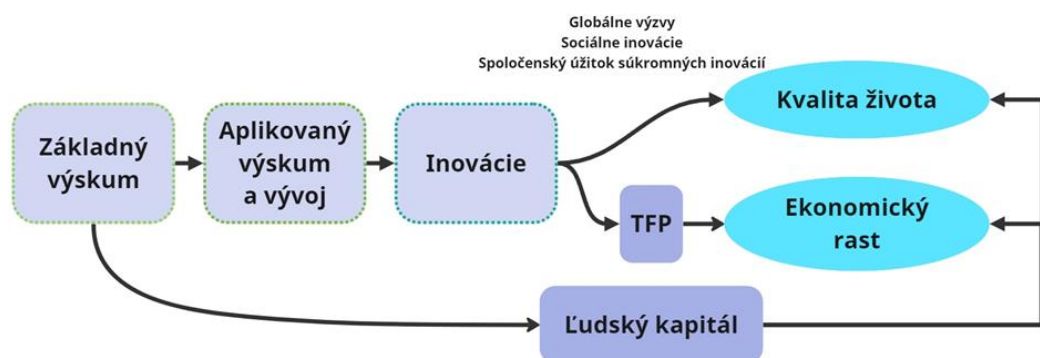 Globálne výzvy
Sociálne inovácie
Spoločenský úžitok súkromných inovácií
Základný
výskum
Aplikovaný
výskum
a vývoj
Inovácie
Kvalita života
TFP
Ekonomický
rast
Ľudský kapitál